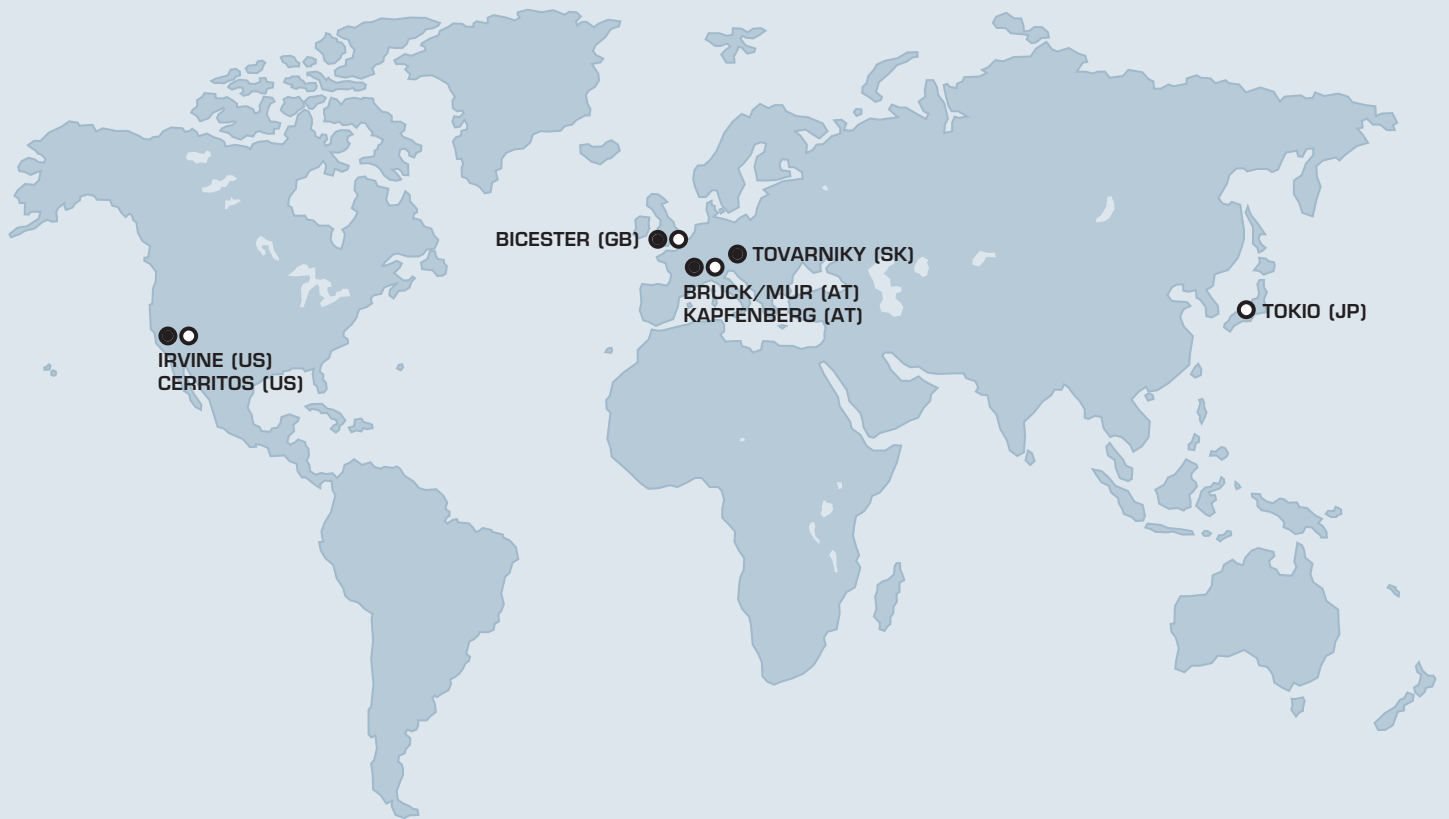 BICESTER (GB)
TOVARNIKY (SK)
BRUCK/MUR (AT)
KAPFENBERG (AT)
TOKIO (JP)
IRVINE (US)
CERRITOS (US)